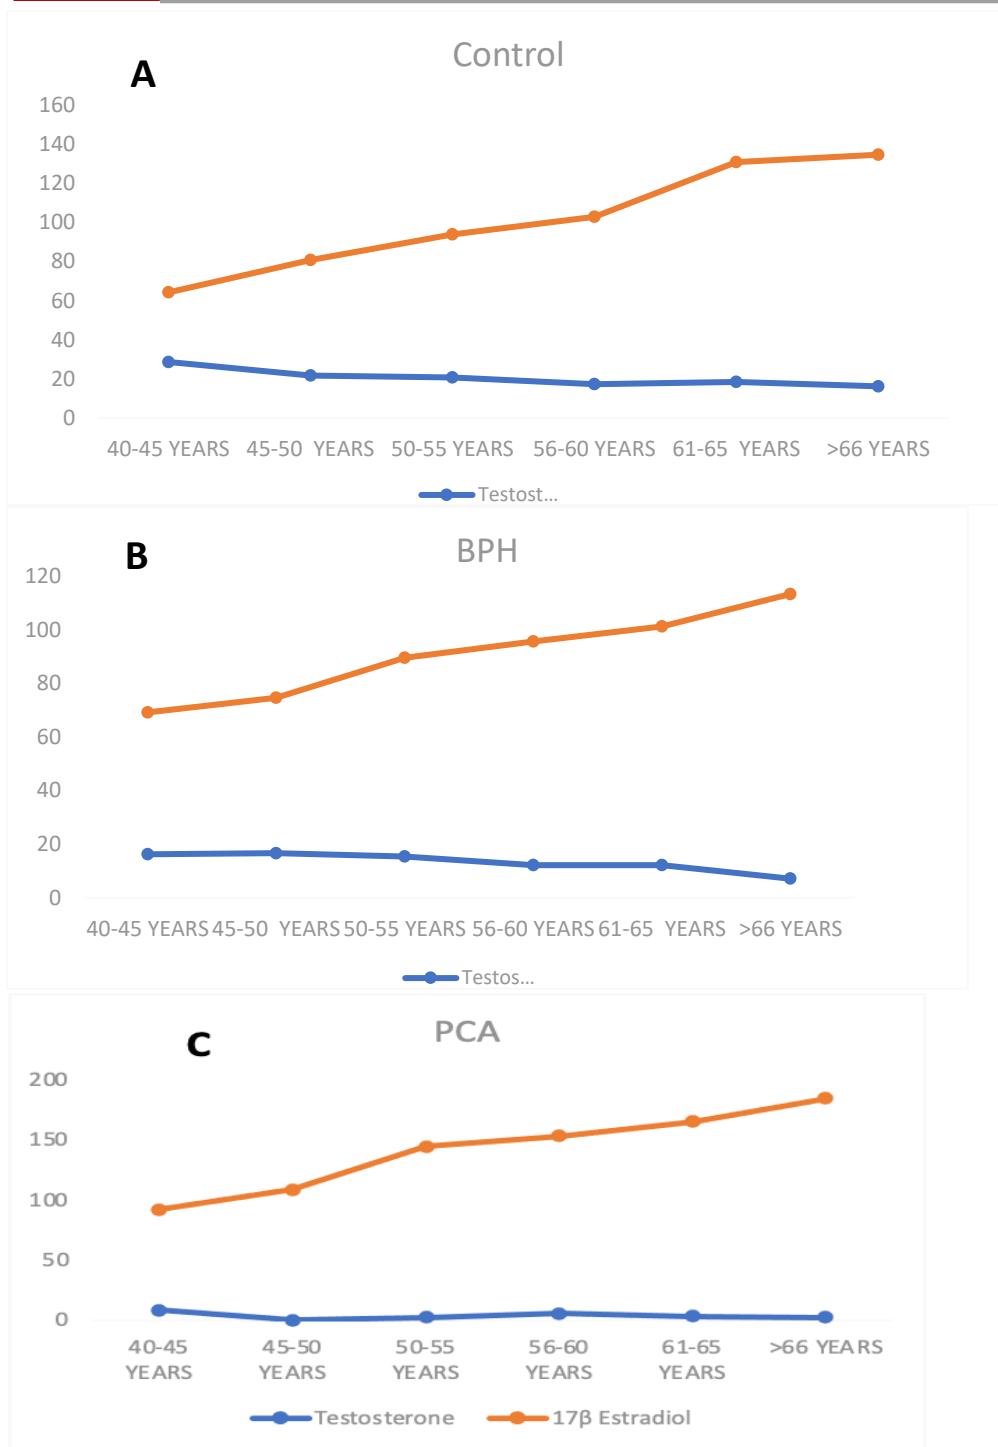 Control
A
160
140
120
100
80
60
40
20
0
40-45 YEARS 45-50 YEARS 50-55 YEARS 56-60 YEARS 61-65 YEARS >66 YEARS
Testost...
BPH
B
120
100
80
60
40
20
0
40-45 YEARS 45-50 YEARS 50-55 YEARS 56-60 YEARS 61-65 YEARS >66 YEARS
Testos...
PCA
C
200
150
100
50
0
40-45 45-50 50-55 56-60 61-65 >66 YEARS
YEARS YEARS YEARS YEARS YEARS
Testosterone 17β Estradiol